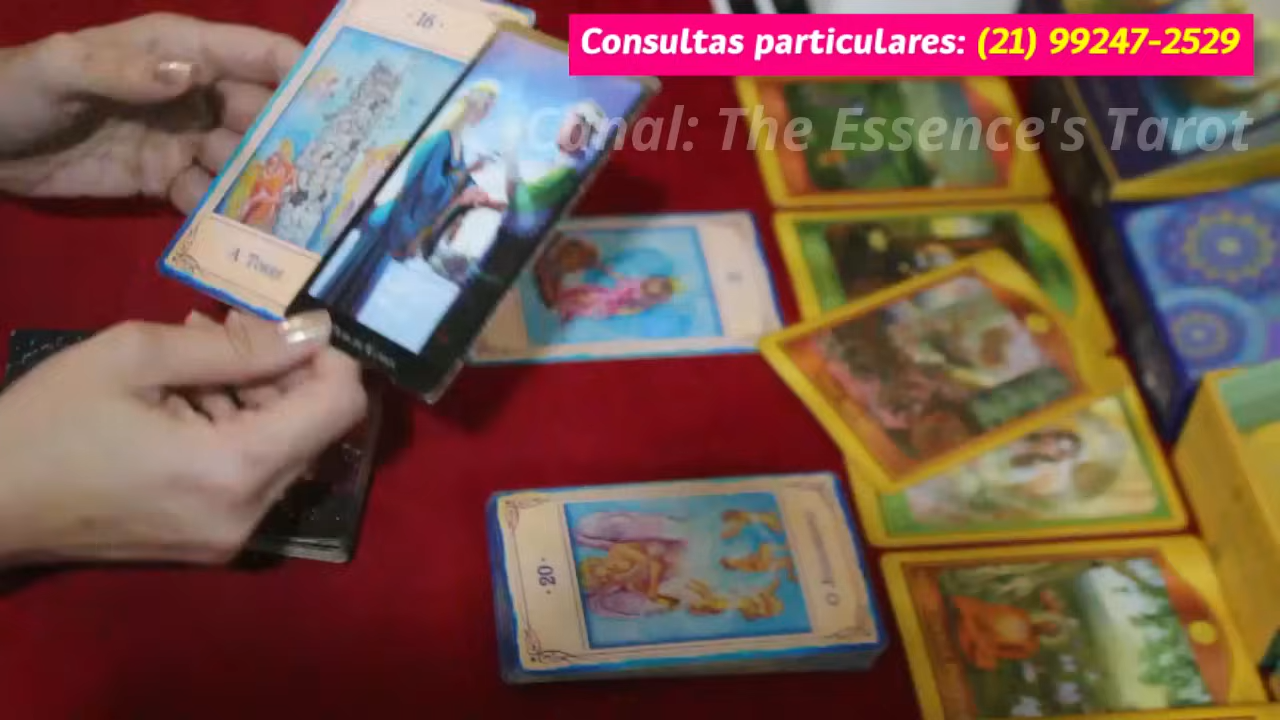 Consultas particulares: (21) 99247-2529
Canal: The Essence's Tarot
· 16 ·
A Torre
· 20 ·
O Julgamento